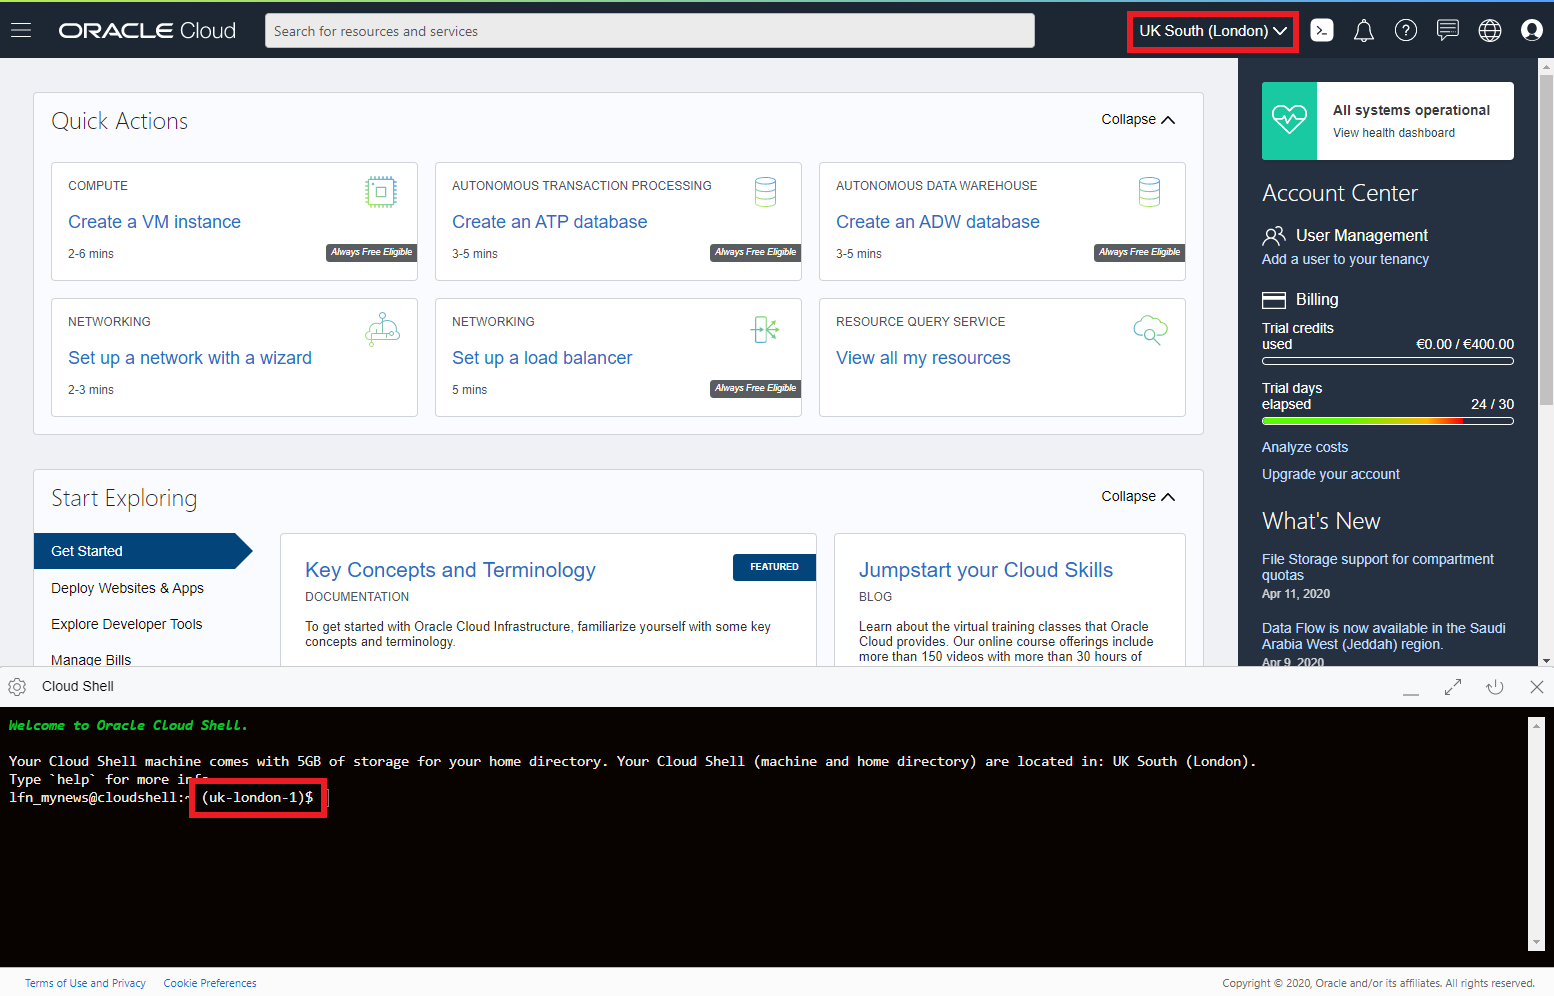 ORACLE Cloud
Search for resources and services
UK South (London)
Quick Actions
Collapse
COMPUTE
Create a VM instance
2-6 mins
Always Free Eligible
AUTONOMOUS TRANSACTION PROCESSING
Create an ATP database
3-5 mins
Always Free Eligible
AUTONOMOUS DATA WAREHOUSE
Create an ADW database
3-5 mins
Always Free Eligible
NETWORKING
Set up a network with a wizard
2-3 mins
NETWORKING
Set up a load balancer
5 mins
Always Free Eligible
RESOURCE QUERY SERVICE
View all my resources
Start Exploring
Collapse
Get Started
Deploy Websites & Apps
Explore Developer Tools
Manage Bills
Key Concepts and Terminology
FEATURED
DOCUMENTATION
To get started with Oracle Cloud Infrastructure, familiarize yourself with some key
concepts and terminology.
Jumpstart your Cloud Skills
BLOG
Learn about the virtual training classes that Oracle
Cloud provides. Our online course offerings include
more than 150 videos with more than 30 hours of
All systems operational
View health dashboard
Account Center
User Management
Add a user to your tenancy
Billing
Trial credits
used €0.00 / €400.00
Trial days
elapsed 24 / 30
Analyze costs
Upgrade your account
What's New
File Storage support for compartment
quotas
Apr 11, 2020
Data Flow is now available in the Saudi
Arabia West (Jeddah) region.
Apr 9, 2020
Cloud Shell
Welcome to Oracle Cloud Shell.
Your Cloud Shell machine comes with 5GB of storage for your home directory. Your Cloud Shell (machine and home directory) are located in: UK South (London).
Type `help` for more info.
lfn_mynews@cloudshell:~ (uk-london-1)$
Terms of Use and Privacy Cookie Preferences
Copyright © 2020, Oracle and/or its affiliates. All rights reserved.